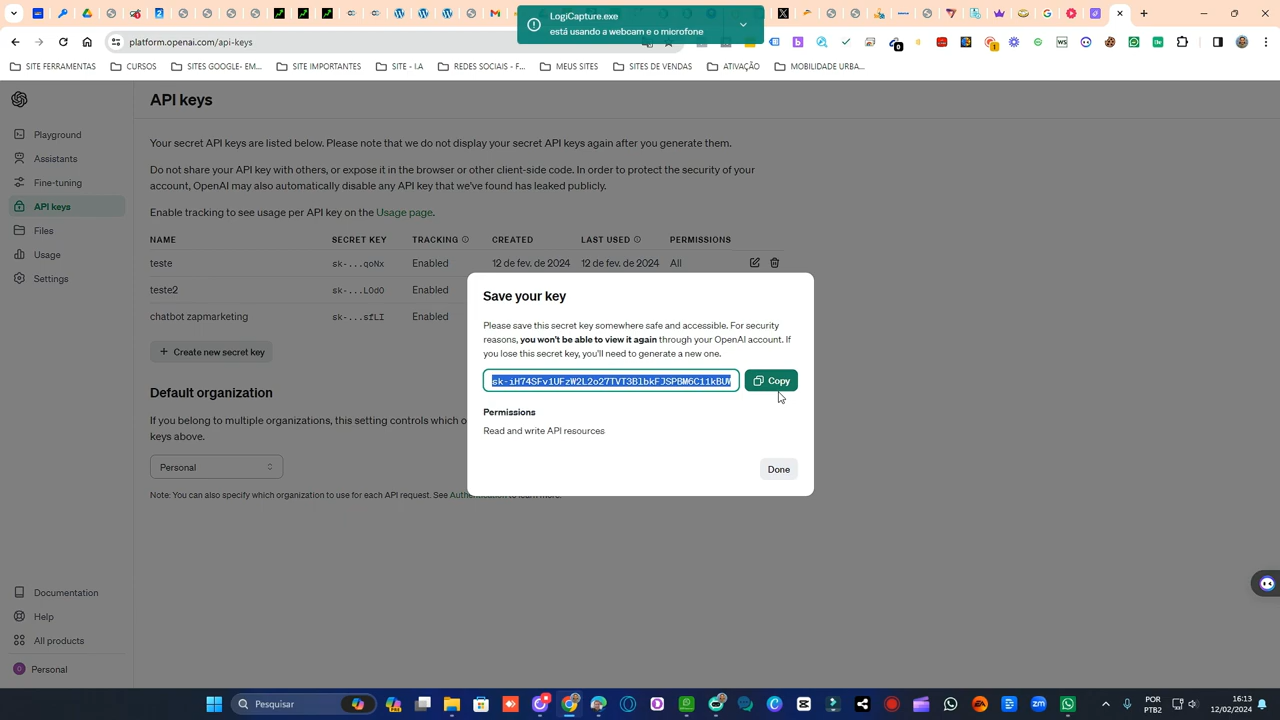 LogiCapture.exe
está usando a webcam e o microfone
platform.openai.com/api-keys
SITE FERRAMENTAS
CURSOS
SITES GOOGLE- EM...
SITE IMPORTANTES
SITE - I.A
REDES SOCIAIS - F...
MEUS SITES
SITES DE VENDAS
ATIVAÇÃO
MOBILIDADE URBA...
API keys
Playground
Assistants
Fine-tuning
API keys
Files
Usage
Settings
Your secret API keys are listed below. Please note that we do not display your secret API keys again after you generate them.
Do not share your API key with others, or expose it in the browser or other client-side code. In order to protect the security of your
account, OpenAI may also automatically disable any API key that we've found has leaked publicly.
Enable tracking to see usage per API key on the Usage page.
NAME SECRET KEY TRACKING CREATED LAST USED PERMISSIONS
teste sk-...qoNx Enabled 12 de fev. de 2024 12 de fev. de 2024 All
teste2 sk-...L0d0 Enabled
chatbot zapmarketing sk-...sfLI Enabled
Create new secret key
Default organization
If you belong to multiple organizations, this setting controls which o
keys above.
Personal
Note: You can also specify which organization to use for each API request. See Authentication to learn more.
Save your key
Please save this secret key somewhere safe and accessible. For security
reasons, you won't be able to view it again through your OpenAI account. If
you lose this secret key, you'll need to generate a new one.
Copy
Permissions
Read and write API resources
Done
Documentation
Help
All products
Personal
Pesquisar
POR
PTB2
16:13
12/02/2024